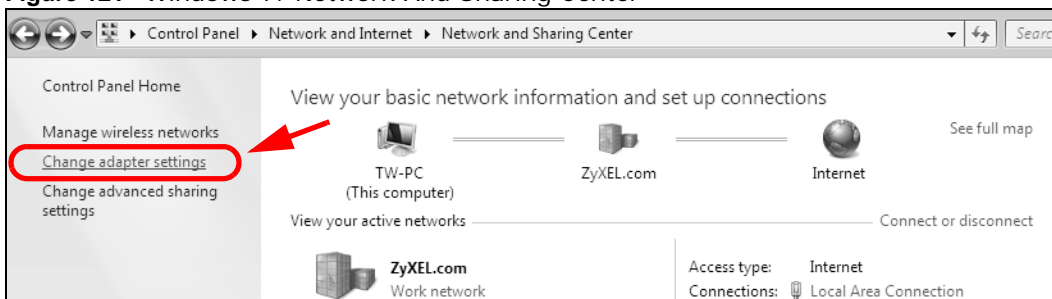 Control Panel ▸ Network and Internet ▸ Network and Sharing Center
Control Panel Home
Manage wireless networks
Change adapter settings
Change advanced sharing
settings
View your basic network information and set up connections
See full map
TW-PC
(This computer)
ZyXEL.com
Internet
View your active networks
Connect or disconnect
ZyXEL.com
Work network
Access type: Internet
Connections: Local Area Connection